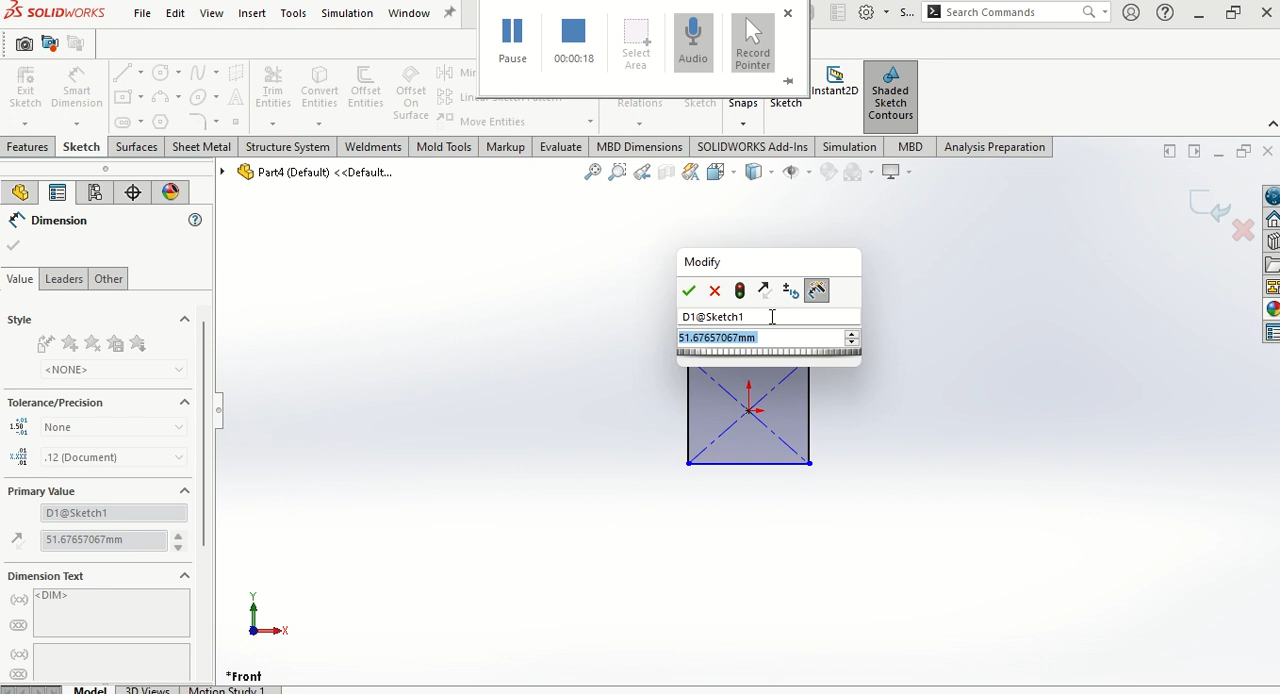 SOLIDWORKS File Edit View Insert Tools Simulation Window S... Search Commands
Pause 00:00:18 Select Area Audio Record Pointer
Exit Sketch Smart Dimension Trim Entities Convert Entities Offset Entities Offset On Surface
Move Entities Relations Sketch Snaps Sketch Instant2D Shaded Sketch Contours
Features Sketch Surfaces Sheet Metal Structure System Weldments Mold Tools Markup Evaluate MBD Dimensions SOLIDWORKS Add-Ins Simulation MBD Analysis Preparation
Part4 (Default) <<Default...
Dimension
Value Leaders Other
Style
<NONE>
Tolerance/Precision
None
.12 (Document)
Primary Value
D1@Sketch1
51.67657067mm
Dimension Text
<DIM>
Modify
D1@Sketch1
51.67657067mm
Y
X
*Front
Model 3D Views Motion Study 1